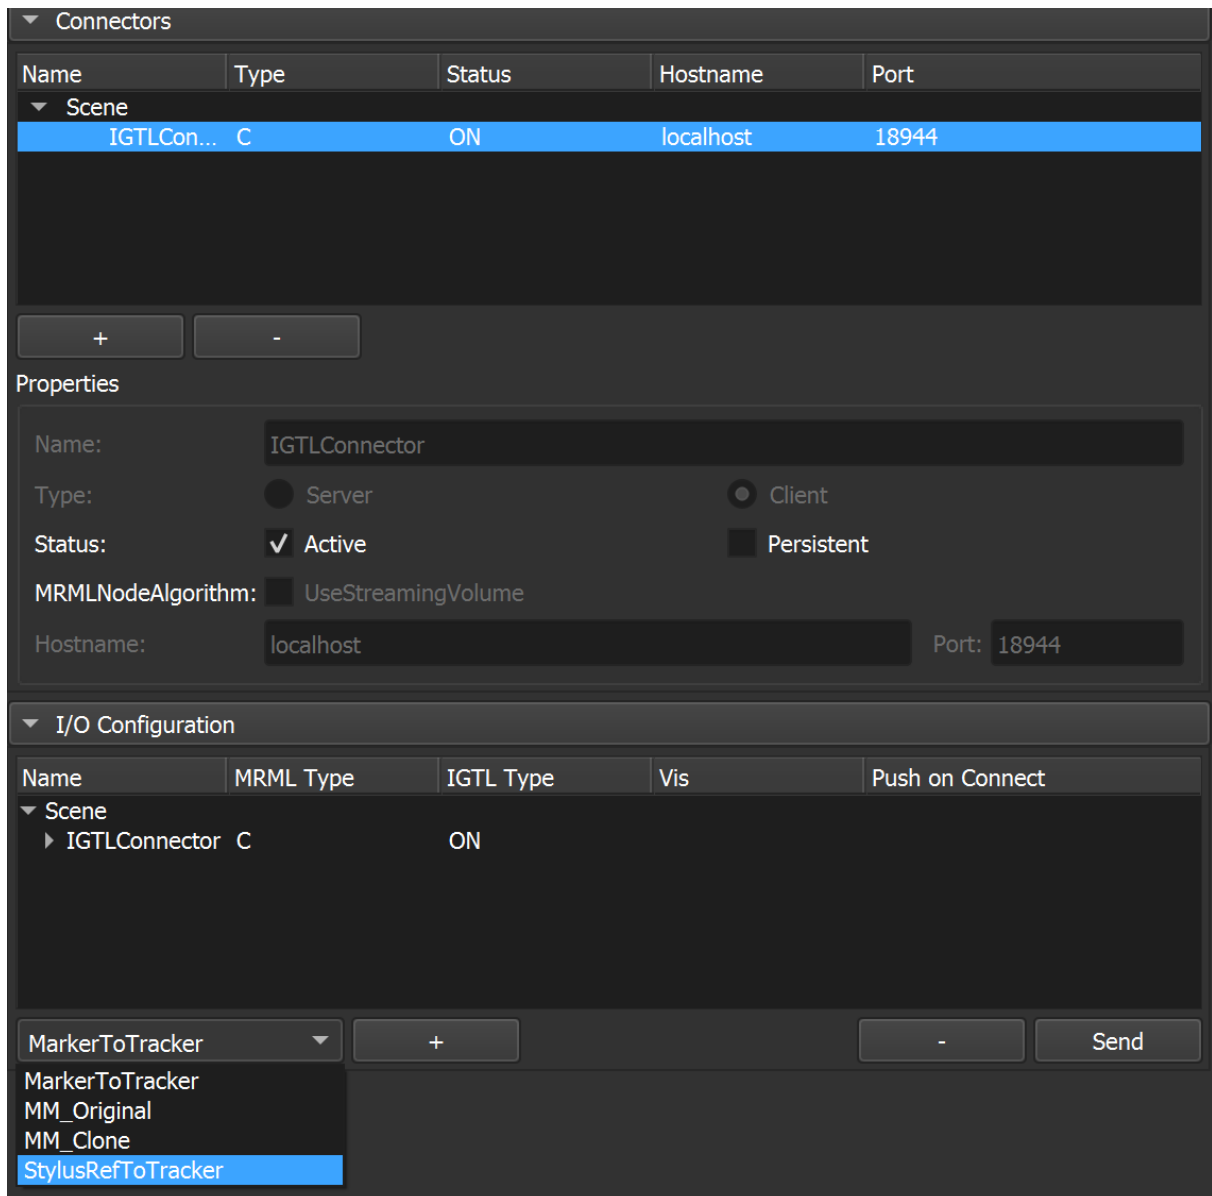 Connectors
Name Type Status Hostname Port
Scene
IGTLCon... C ON localhost 18944
+ -
Properties
Name: IGTLConnector
Type: Server Client
Status: Active Persistent
MRMLNodeAlgorithm: UseStreamingVolume
Hostname: localhost Port: 18944
I/O Configuration
Name MRML Type IGTL Type Vis Push on Connect
Scene
IGTLConnector C ON
MarkerToTracker + - Send
MarkerToTracker
MM_Original
MM_Clone
StylusRefToTracker